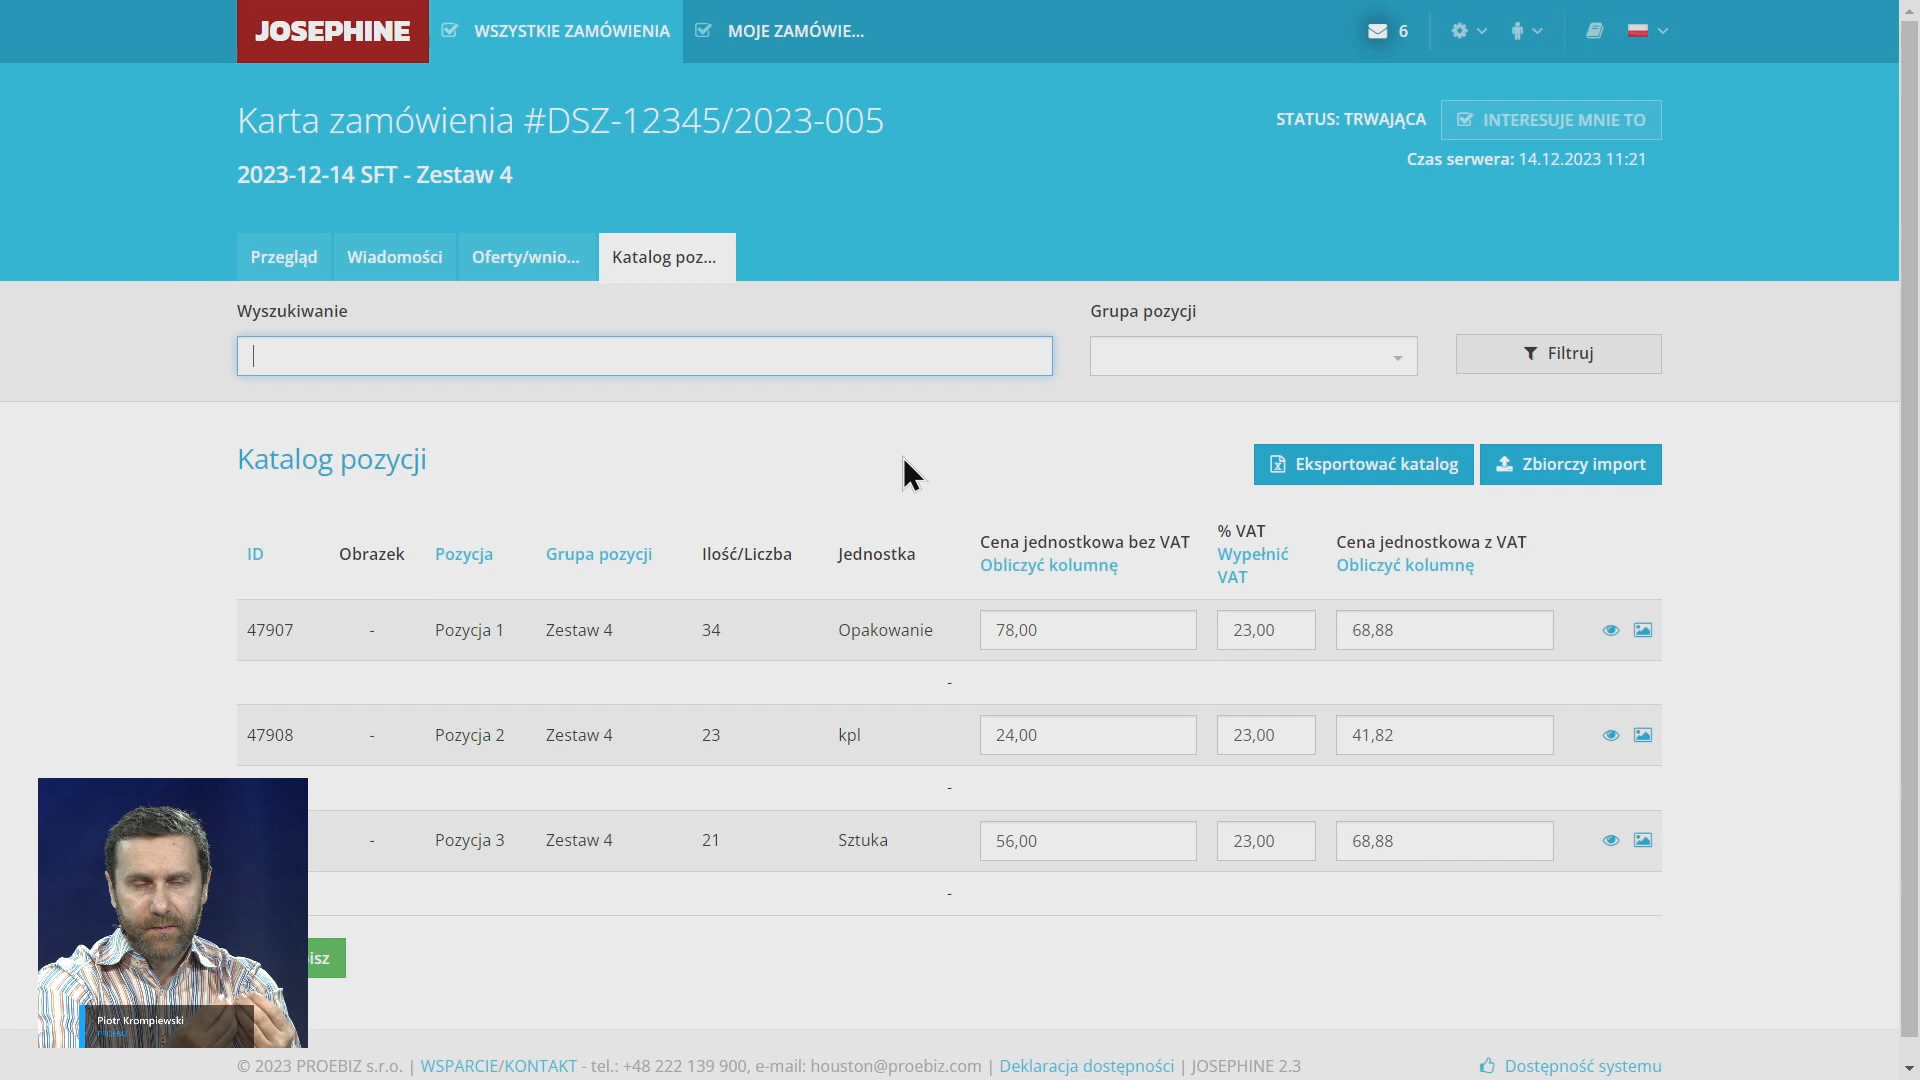 JOSEPHINE
WSZYSTKIE ZAMÓWIENIA
MOJE ZAMÓWIE...
6
Karta zamówienia #DSZ-12345/2023-005
STATUS: TRWAJĄCA
INTERESUJE MNIE TO
Czas serwera: 14.12.2023 11:21
2023-12-14 SFT - Zestaw 4
Przegląd
Wiadomości
Oferty/wnio...
Katalog poz...
Wyszukiwanie
Grupa pozycji
Filtruj
Katalog pozycji
Eksportować katalog
Zbiorczy import
ID Obrazek Pozycja Grupa pozycji Ilość/Liczba Jednostka
Cena jednostkowa bez VAT
Obliczyć kolumnę
% VAT
Wypełnić
VAT
Cena jednostkowa z VAT
Obliczyć kolumnę
47907 - Pozycja 1 Zestaw 4 34 Opakowanie 78,00 23,00 68,88
-
47908 - Pozycja 2 Zestaw 4 23 kpl 24,00 23,00 41,82
-
- Pozycja 3 Zestaw 4 21 Sztuka 56,00 23,00 68,88
-
isz
Piotr Krompiewski
PROEBIZ
© 2023 PROEBIZ s.r.o. | WSPARCIE/KONTAKT - tel.: +48 222 139 900, e-mail: houston@proebiz.com | Deklaracja dostępności | JOSEPHINE 2.3
Dostępność systemu